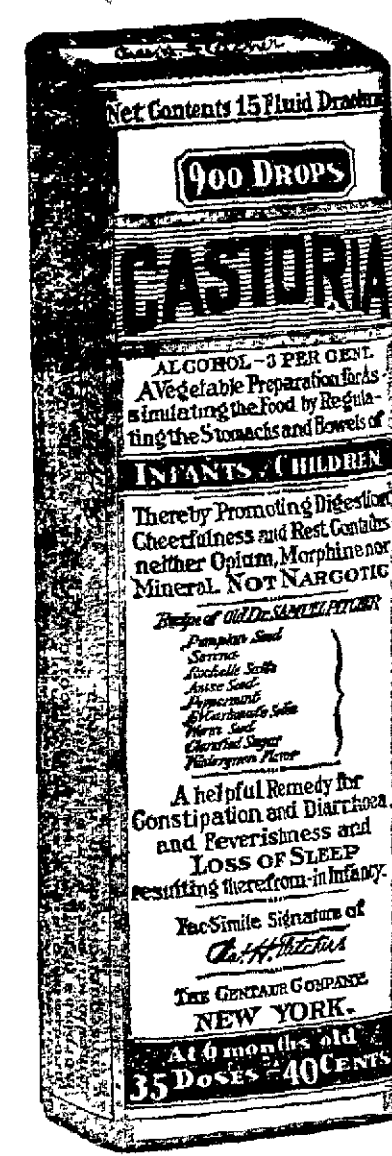 Net Contents 15 Fluid Drachms
900 DROPS
CASTORIA
ALCOHOL-3 PER CENT.
A Vegetable Preparation for As-
similating the Food by Regula-
ting the Stomachs and Bowels of
INFANTS / CHILDREN
Thereby Promoting Digestion
Cheerfulness and Rest. Contains
neither Opium, Morphine nor
Mineral. NOT NARCOTIC
Recipe of Old Dr. SAMUEL PITCHER
Pumpkin Seed
Senna
Rochelle Salts
Anise Seed
Peppermint
Bi Carbonate Soda
Worm Seed
Clarified Sugar
Wintergreen Flavor
A helpful Remedy for
Constipation and Diarrhoea,
and Feverishness and
LOSS OF SLEEP
resulting therefrom-in Infancy.
Fac-Simile Signature of
Chas. H. Fletcher
THE CENTAUR COMPANY,
NEW YORK.
At 6 months old
35 DOSES - 40 CENTS